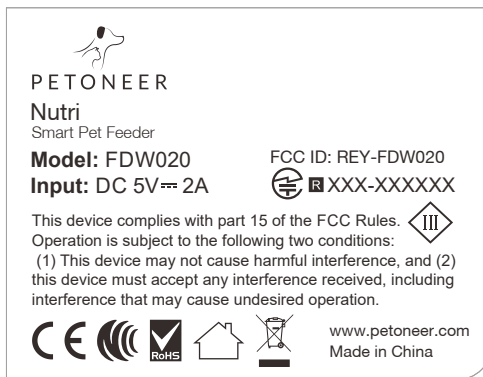 PETONEER
Nutri
Smart Pet Feeder
Model: FDW020
Input: DC 5V⎓ 2A
FCC ID: REY-FDW020
R XXX-XXXXXX
This device complies with part 15 of the FCC Rules.
III
Operation is subject to the following two conditions:
(1) This device may not cause harmful interference, and (2)
this device must accept any interference received, including
interference that may cause undesired operation.
CE
RoHS
www.petoneer.com
Made in China